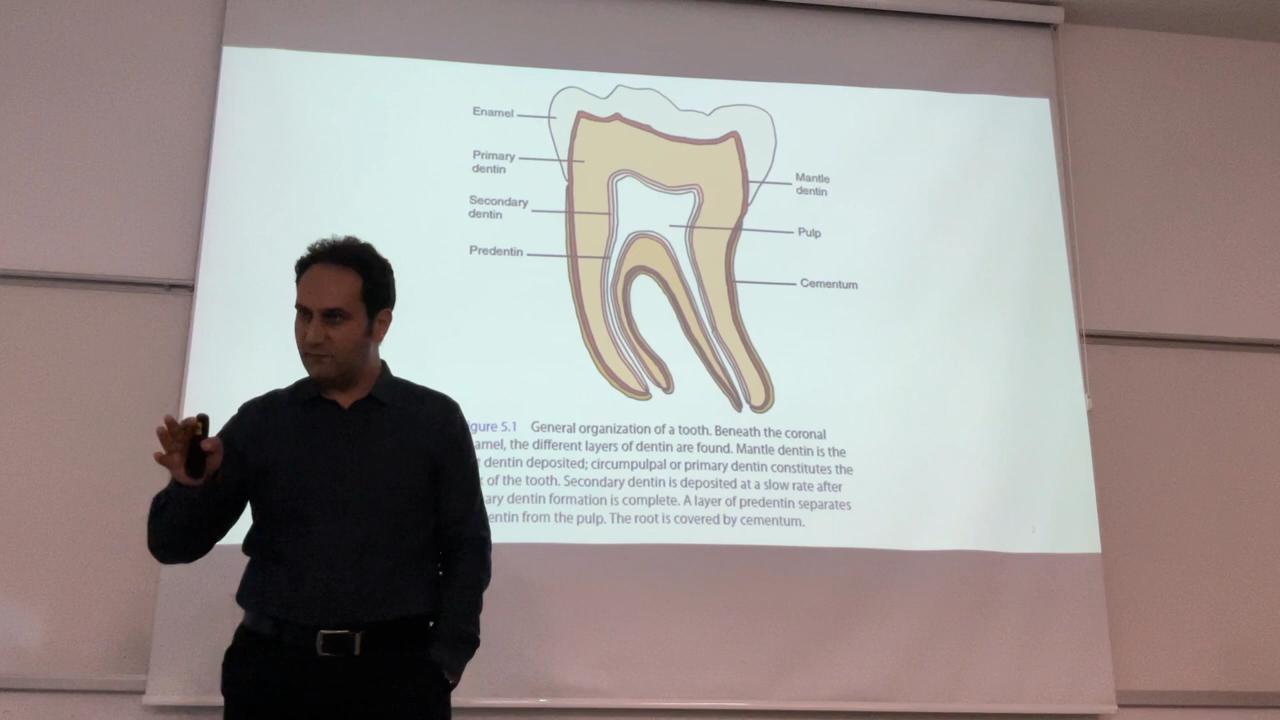 Enamel
Primary
dentin
Secondary
dentin
Predentin
Mantle
dentin
Pulp
Cementum
gure 5.1 General organization of a tooth. Beneath the coronal
amel, the different layers of dentin are found. Mantle dentin is the
dentin deposited; circumpulpal or primary dentin constitutes the
of the tooth. Secondary dentin is deposited at a slow rate after
ary dentin formation is complete. A layer of predentin separates
entin from the pulp. The root is covered by cementum.